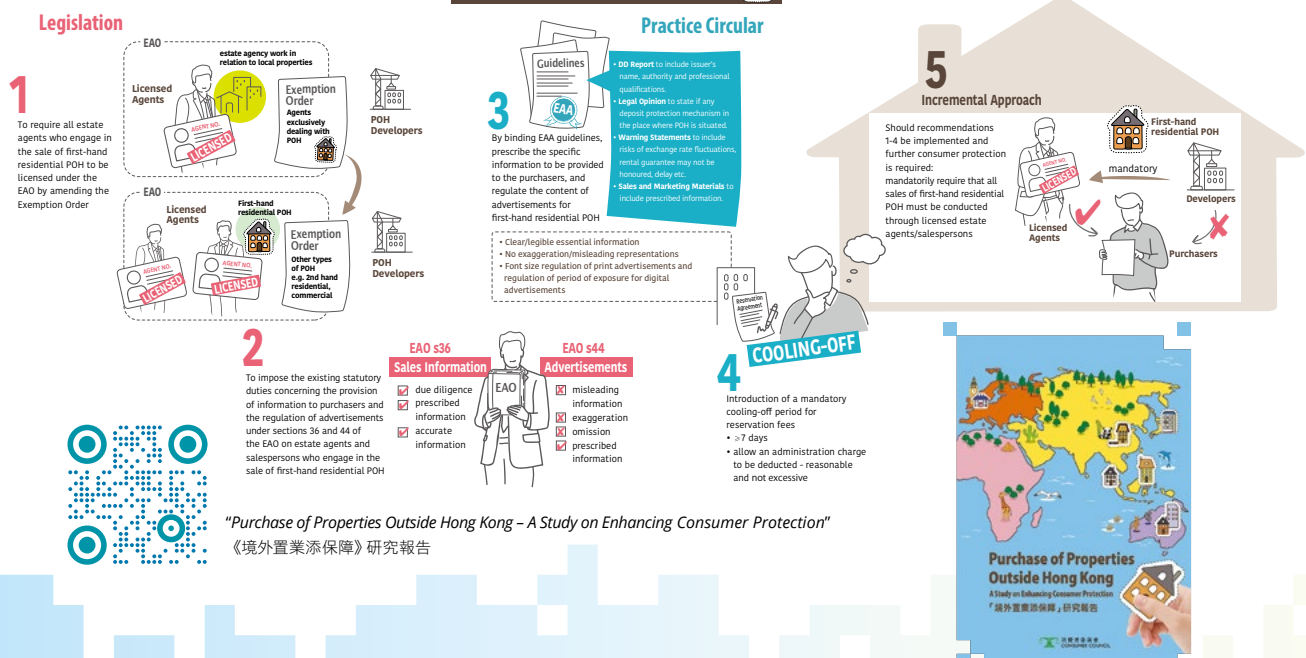 Legislation
1
To require all estate
agents who engage in
the sale of first-hand
residential POH to be
licensed under the
EAO by amending the
Exemption Order
EAO
estate agency work in
relation to local properties
Licensed
Agents
AGENT NO.
LICENSED
Exemption
Order
Agents
exclusively
dealing with
POH
POH
Developers
EAO
Licensed
Agents
First-hand
residential POH
AGENT NO.
LICENSED
AGENT NO.
LICENSED
Exemption
Order
Other types
of POH
e.g. 2nd hand
residential,
commercial
POH
Developers
2
To impose the existing statutory
duties concerning the provision
of information to purchasers and
the regulation of advertisements
under sections 36 and 44 of
the EAO on estate agents and
salespersons who engage in the
sale of first-hand residential POH
EAO s36
Sales Information
due diligence
prescribed
information
accurate
information
EAO
EAO s44
Advertisements
misleading
information
exaggeration
omission
prescribed
information
Practice Circular
3
Guidelines
EAA
By binding EAA guidelines,
prescribe the specific
information to be provided
to the purchasers, and
regulate the content of
advertisements for
first-hand residential POH
• DD Report to include issuer's
name, authority and professional
qualifications.
• Legal Opinion to state if any
deposit protection mechanism in
the place where POH is situated.
• Warning Statements to include
risks of exchange rate fluctuations,
rental guarantee may not be
honoured, delay etc.
• Sales and Marketing Materials to
include prescribed information.
• Clear/legible essential information
• No exaggeration/misleading representations
• Font size regulation of print advertisements and
regulation of period of exposure for digital
advertisements
Reservation
Agreement
4
COOLING-OFF
Introduction of a mandatory
cooling-off period for
reservation fees
• ≥7 days
• allow an administration charge
to be deducted - reasonable
and not excessive
5
Incremental Approach
Should recommendations
1-4 be implemented and
further consumer protection
is required:
mandatorily require that all
sales of first-hand residential
POH must be conducted
through licensed estate
agents/salespersons
First-hand
residential POH
AGENT NO.
LICENSED
mandatory
Licensed
Agents
Developers
Purchasers
"Purchase of Properties Outside Hong Kong – A Study on Enhancing Consumer Protection"
《境外置業添保障》研究報告
Purchase of Properties
Outside Hong Kong
A Study on Enhancing Consumer Protection
「境外置業添保障」研究報告
消費者委員會
CONSUMER COUNCIL